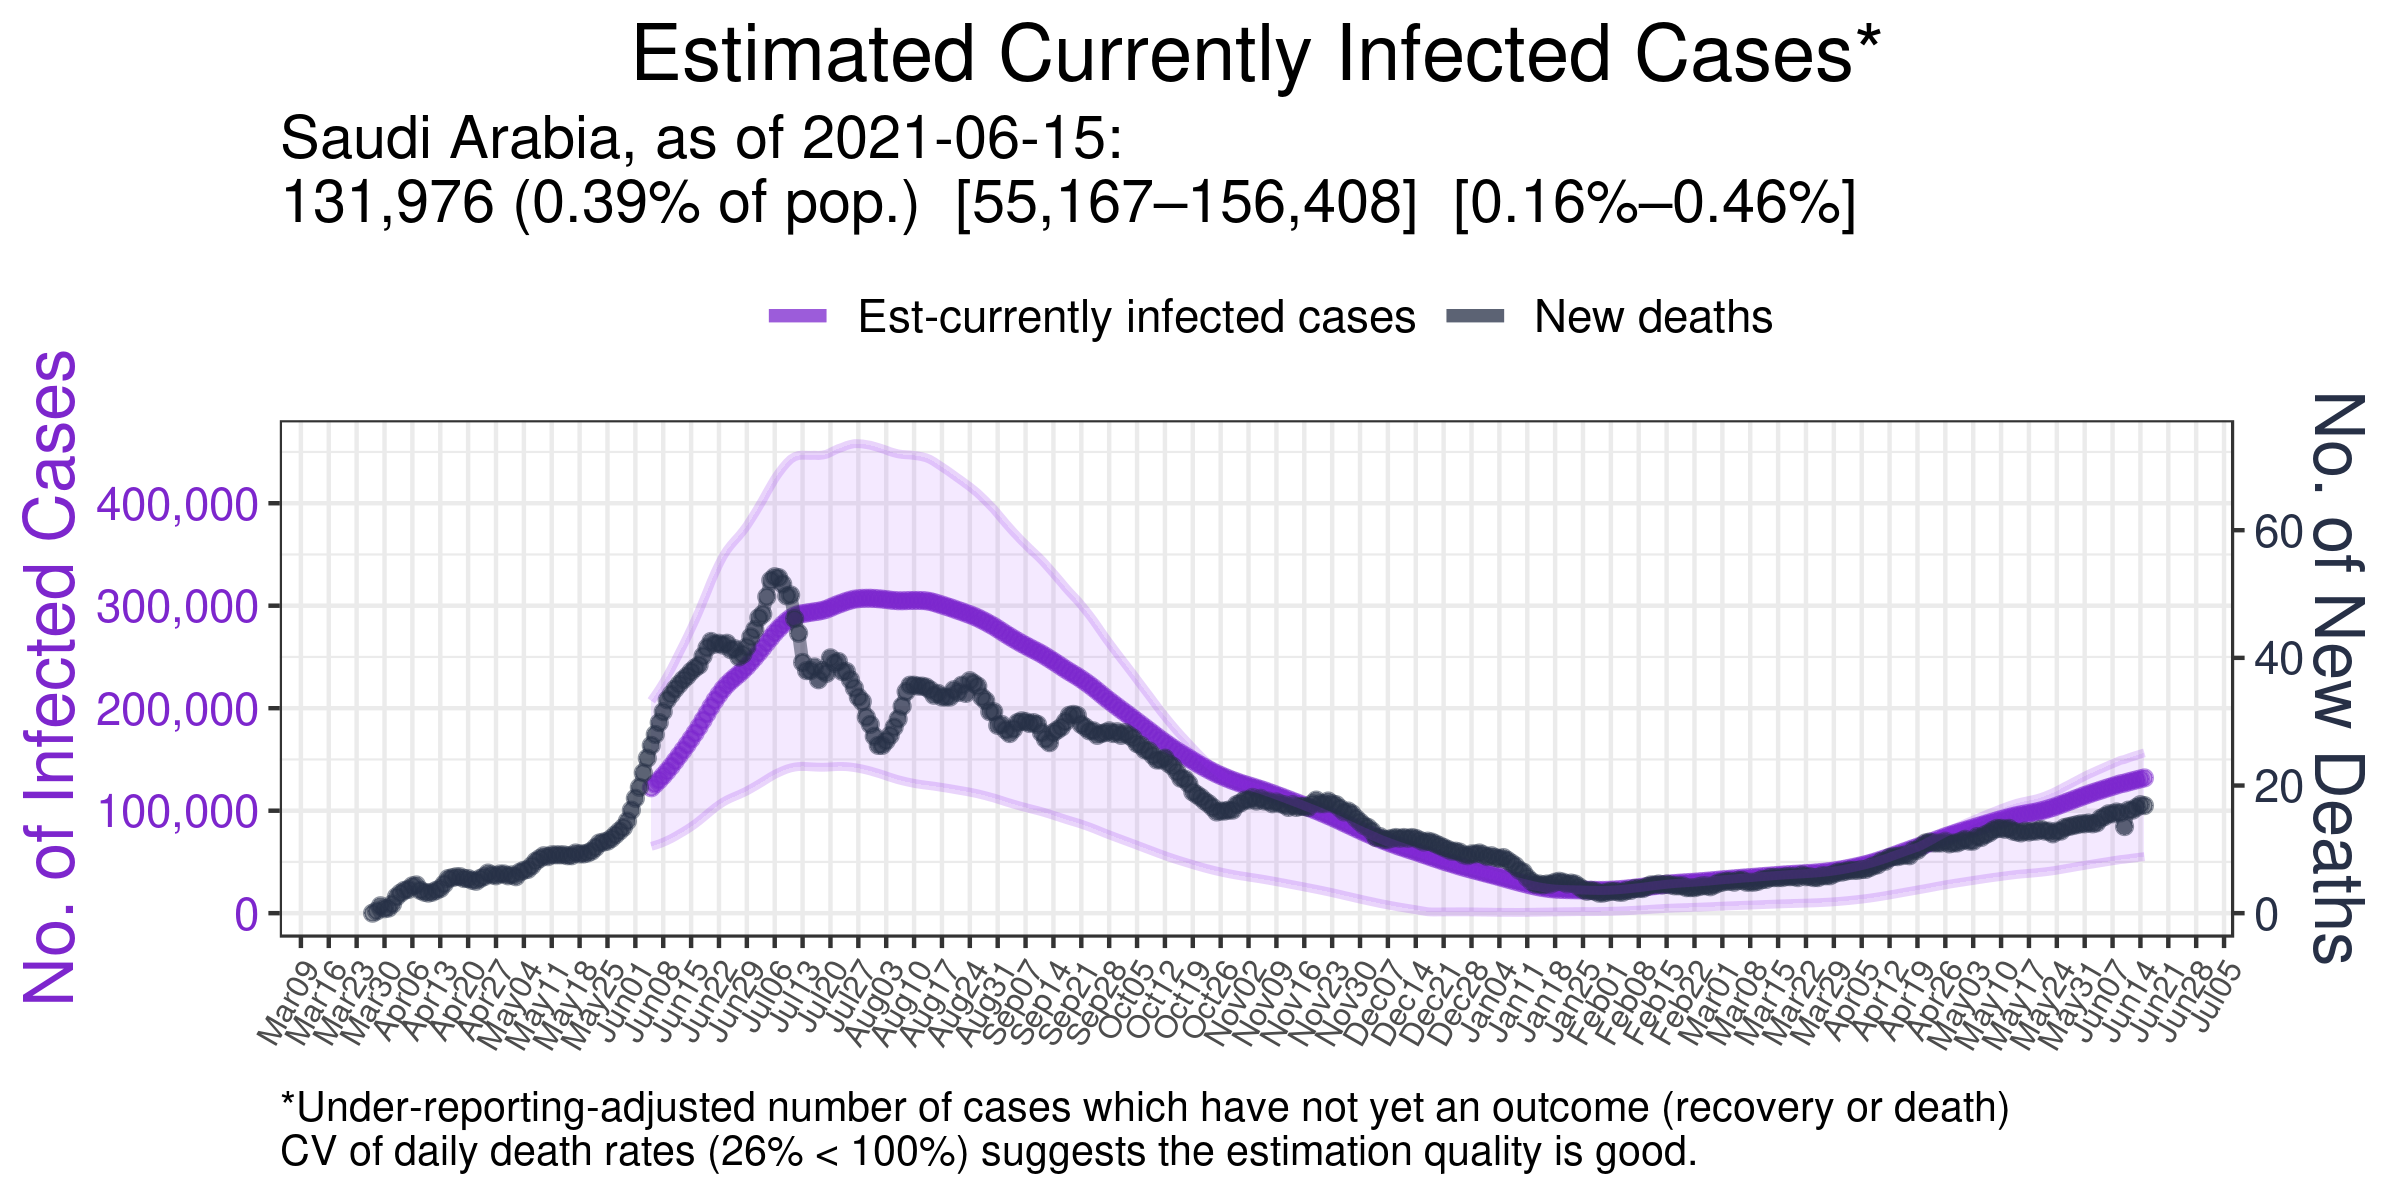 Estimated Currently Infected Cases*
Saudi Arabia, as of 2021-06-15:
131,976 (0.39% of pop.) [55,167–156,408] [0.16%–0.46%]
Est-currently infected cases
New deaths
No. of Infected Cases
400,000
300,000
200,000
100,000
0
No. of New Deaths
60
40
20
0
Mar09
Mar16
Mar23
Mar30
Apr06
Apr13
Apr20
Apr27
May04
May11
May18
May25
Jun01
Jun08
Jun15
Jun22
Jun29
Jul06
Jul13
Jul20
Jul27
Aug03
Aug10
Aug17
Aug24
Aug31
Sep07
Sep14
Sep21
Sep28
Oct05
Oct12
Oct19
Oct26
Nov02
Nov09
Nov16
Nov23
Nov30
Dec07
Dec14
Dec21
Dec28
Jan04
Jan11
Jan18
Jan25
Feb01
Feb08
Feb15
Feb22
Mar01
Mar08
Mar15
Mar22
Mar29
Apr05
Apr12
Apr19
Apr26
May03
May10
May17
May24
May31
Jun07
Jun14
Jun21
Jun28
Jul05
*Under-reporting-adjusted number of cases which have not yet an outcome (recovery or death)
CV of daily death rates (26% < 100%) suggests the estimation quality is good.